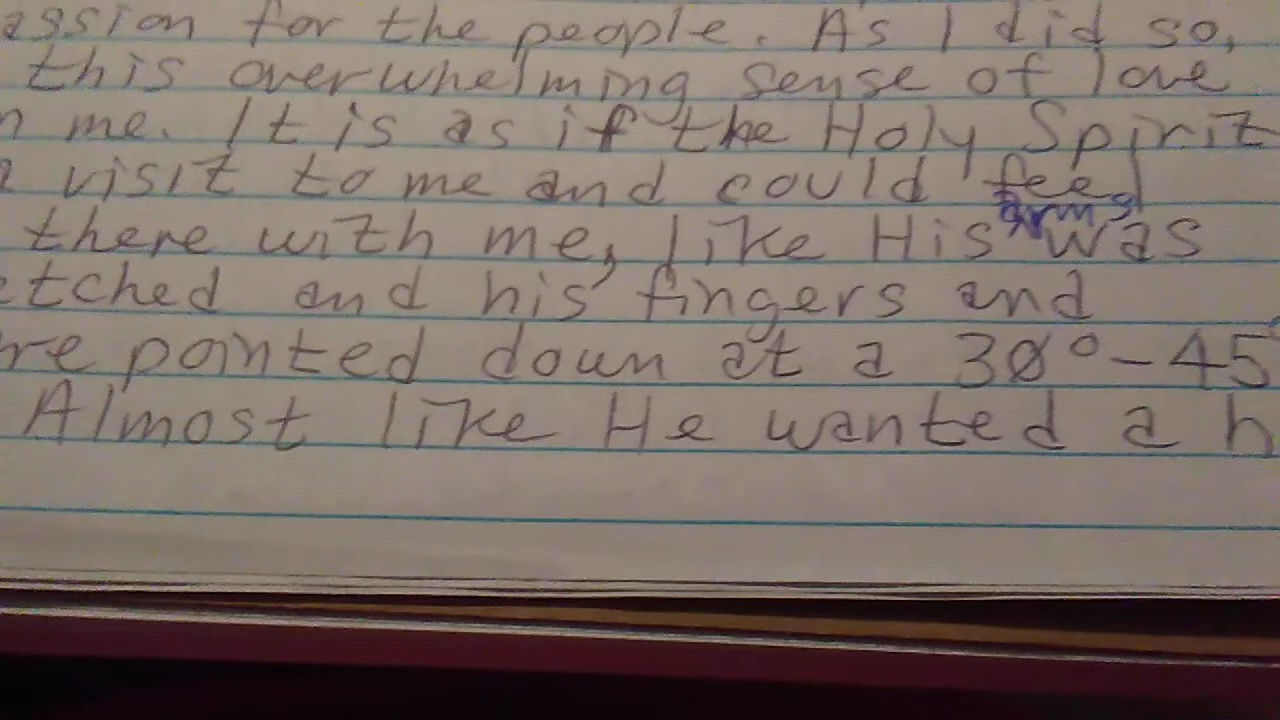 assion for the people. As I did so,
this overwhelming sense of love
n me. It is as if the Holy Spirit
visit to me and could feel
arms
there with me, like His was
etched and his fingers and
re pointed down at a 30°-45
Almost like He wanted a h